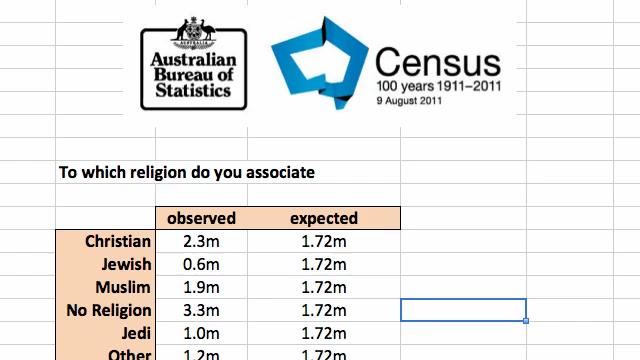 AUSTRALIA
Australian
Bureau of
Statistics
Census
100 years 1911–2011
9 August 2011
To which religion do you associate
observed expected
Christian 2.3m 1.72m
Jewish 0.6m 1.72m
Muslim 1.9m 1.72m
No Religion 3.3m 1.72m
Jedi 1.0m 1.72m
Other 1.2m 1.72m